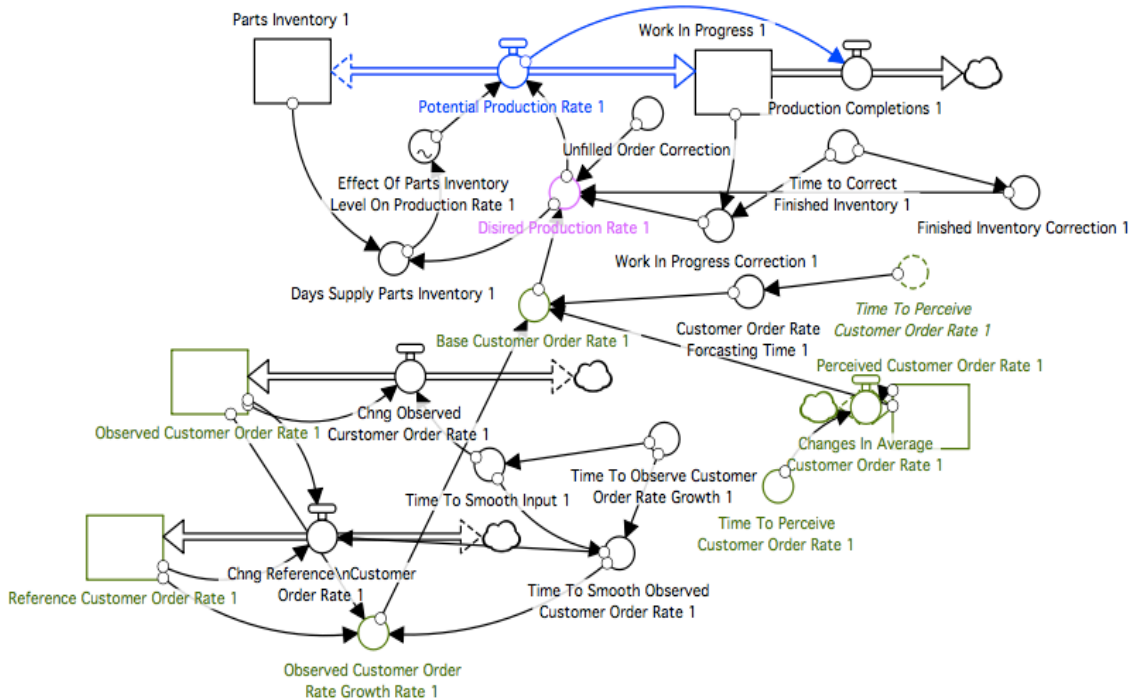 Parts Inventory 1
Work In Progress 1
Potential Production Rate 1
Production Completions 1
Unfilled Order Correction
Effect Of Parts Inventory
Level On Production Rate 1
Time to Correct
Finished Inventory 1
Disired Production Rate 1
Finished Inventory Correction 1
Work In Progress Correction 1
Days Supply Parts Inventory 1
Time To Perceive
Customer Order Rate 1
Base Customer Order Rate 1
Customer Order Rate
Forcasting Time 1
Perceived Customer Order Rate 1
Observed Customer Order Rate 1
Chng Observed
Curstomer Order Rate 1
Changes In Average
Customer Order Rate 1
Time To Smooth Input 1
Time To Observe Customer
Order Rate Growth 1
Time To Perceive
Customer Order Rate 1
Reference Customer Order Rate 1
Chng Reference\nCustomer
Order Rate 1
Time To Smooth Observed
Customer Order Rate 1
Observed Customer Order
Rate Growth Rate 1